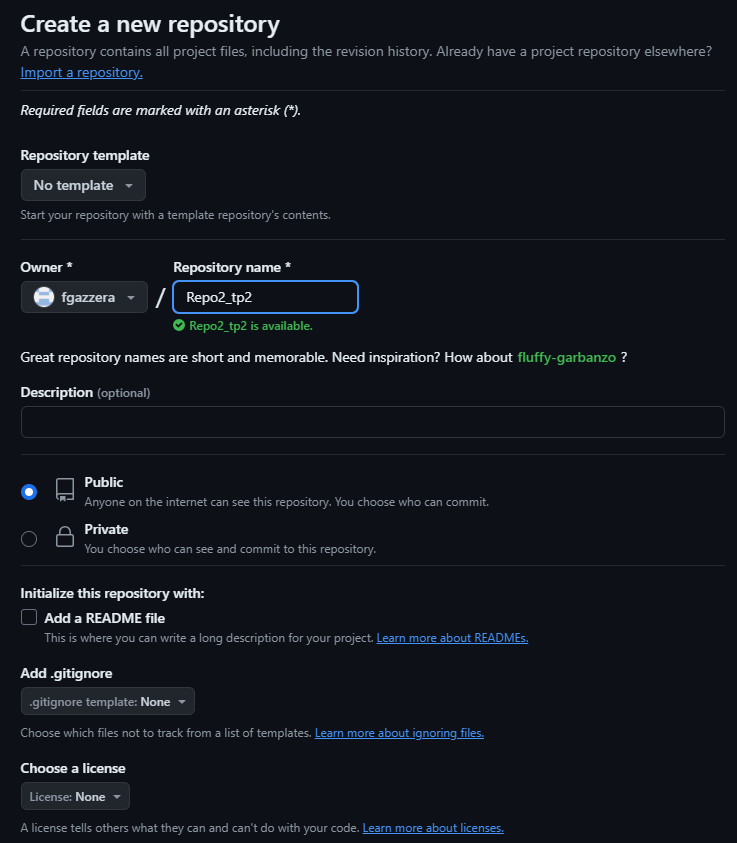 Create a new repository
A repository contains all project files, including the revision history. Already have a project repository elsewhere?
Import a repository.
Required fields are marked with an asterisk (*).
Repository template
No template
Start your repository with a template repository's contents.
Owner *
Repository name *
fgazzera
/
Repo2_tp2
Repo2_tp2 is available.
Great repository names are short and memorable. Need inspiration? How about fluffy-garbanzo ?
Description (optional)
Public
Anyone on the internet can see this repository. You choose who can commit.
Private
You choose who can see and commit to this repository.
Initialize this repository with:
Add a README file
This is where you can write a long description for your project. Learn more about READMEs.
Add .gitignore
.gitignore template: None
Choose which files not to track from a list of templates. Learn more about ignoring files.
Choose a license
License: None
A license tells others what they can and can't do with your code. Learn more about licenses.